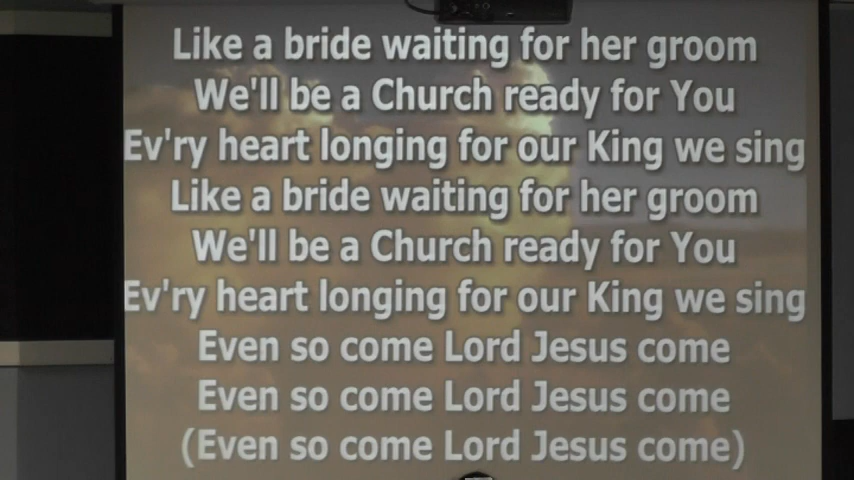 Like a bride waiting for her groom
We'll be a Church ready for You
Ev'ry heart longing for our King we sing
Like a bride waiting for her groom
We'll be a Church ready for You
Ev'ry heart longing for our King we sing
Even so come Lord Jesus come
Even so come Lord Jesus come
(Even so come Lord Jesus come)